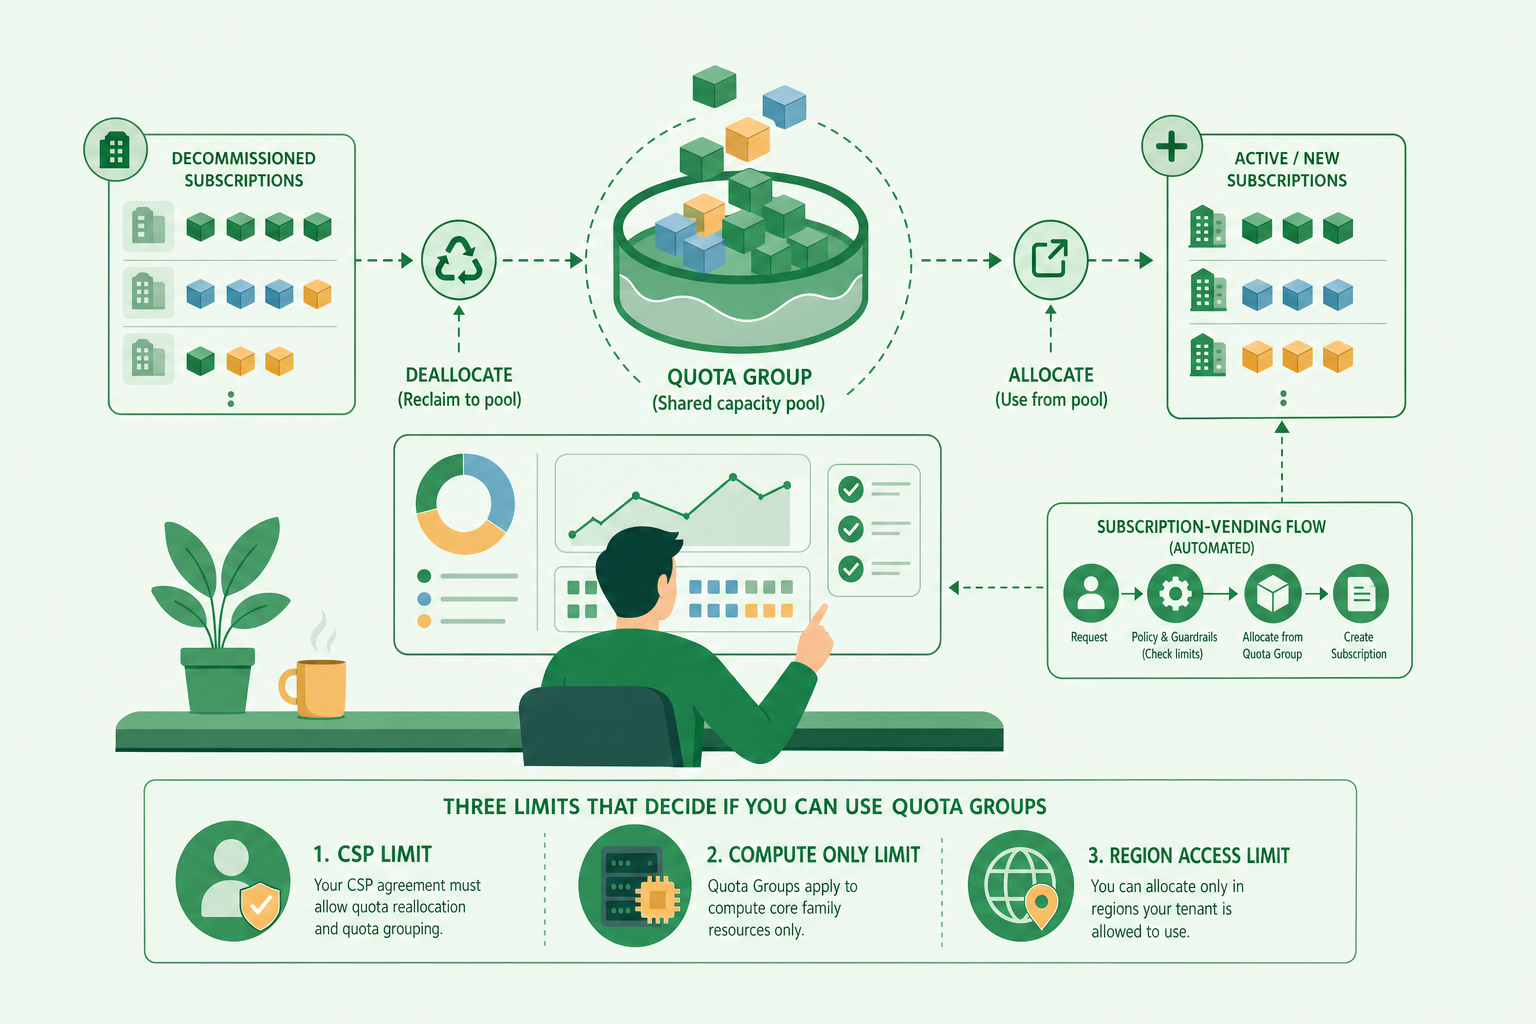 DECOMMISSIONED
SUBSCRIPTIONS
DEALLOCATE
(Reclaim to pool)
QUOTA GROUP
(Shared capacity pool)
ALLOCATE
(Use from pool)
ACTIVE / NEW
SUBSCRIPTIONS
SUBSCRIPTION-VENDING FLOW
(AUTOMATED)
Request
Policy & Guardrails
(Check limits)
Allocate from
Quota Group
Create
Subscription
THREE LIMITS THAT DECIDE IF YOU CAN USE QUOTA GROUPS
1. CSP LIMIT
Your CSP agreement must
allow quota reallocation
and quota grouping.
2. COMPUTE ONLY LIMIT
Quota Groups apply to
compute core family
resources only.
3. REGION ACCESS LIMIT
You can allocate only in
regions your tenant is
allowed to use.